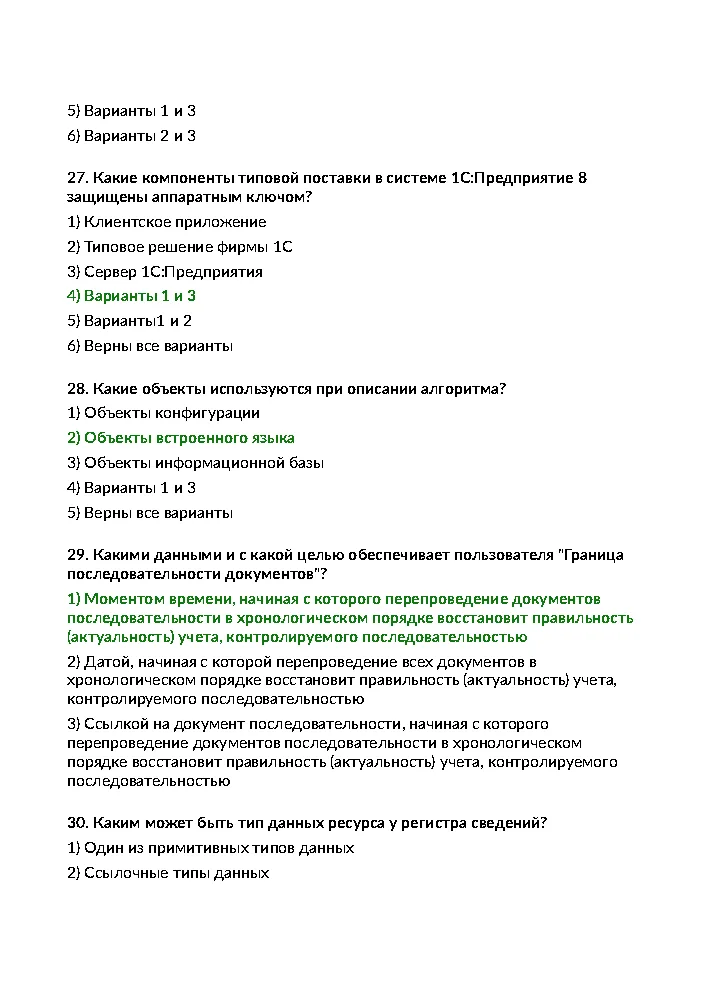 5) Варианты 1 и 3
6) Варианты 2 и 3
27. Какие компоненты типовой поставки в системе 1С:Предприятие 8
защищены аппаратным ключом?
1) Клиентское приложение
2) Типовое решение фирмы 1С
3) Сервер 1С:Предприятия
4) Варианты 1 и 3
5) Варианты1 и 2
6) Верны все варианты
28. Какие объекты используются при описании алгоритма?
1) Объекты конфигурации
2) Объекты встроенного языка
3) Объекты информационной базы
4) Варианты 1 и 3
5) Верны все варианты
29. Какими данными и с какой целью обеспечивает пользователя "Граница
последовательности документов"?
1) Моментом времени, начиная с которого перепроведение документов
последовательности в хронологическом порядке восстановит правильность
(актуальность) учета, контролируемого последовательностью
2) Датой, начиная с которой перепроведение всех документов в
хронологическом порядке восстановит правильность (актуальность) учета,
контролируемого последовательностью
3) Ссылкой на документ последовательности, начиная с которого
перепроведение документов последовательности в хронологическом
порядке восстановит правильность (актуальность) учета, контролируемого
последовательностью
30. Каким может быть тип данных ресурса у регистра сведений?
1) Один из примитивных типов данных
2) Ссылочные типы данных